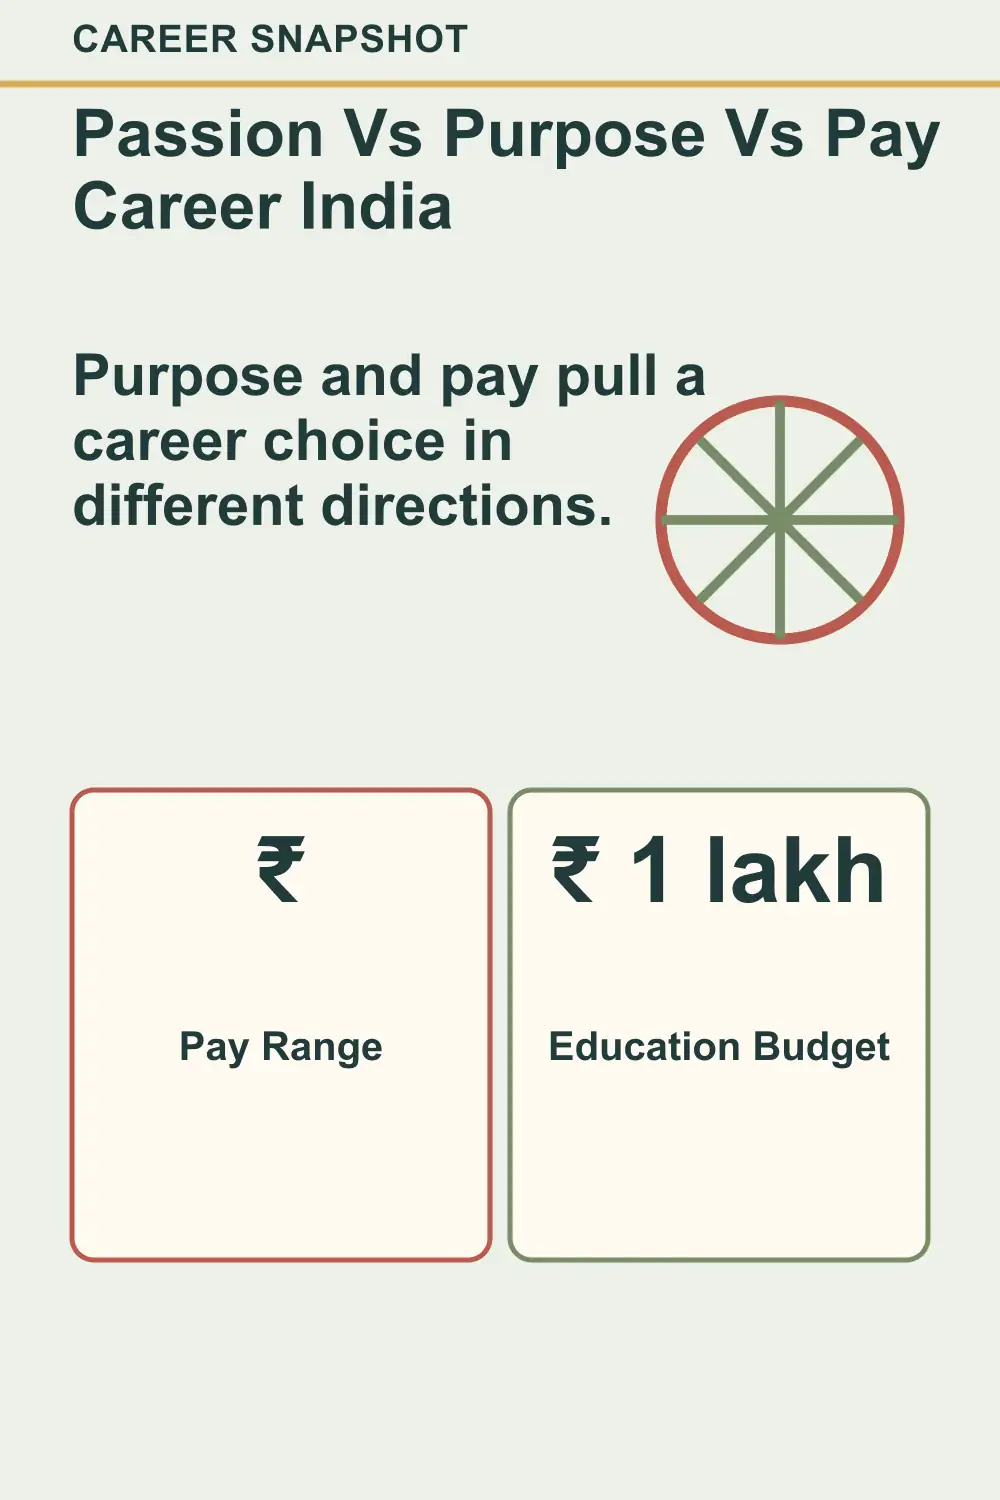 CAREER SNAPSHOT
Passion Vs Purpose Vs Pay
Career India
Purpose and pay pull a
career choice in
different directions.
₹
Pay Range
₹ 1 lakh
Education Budget